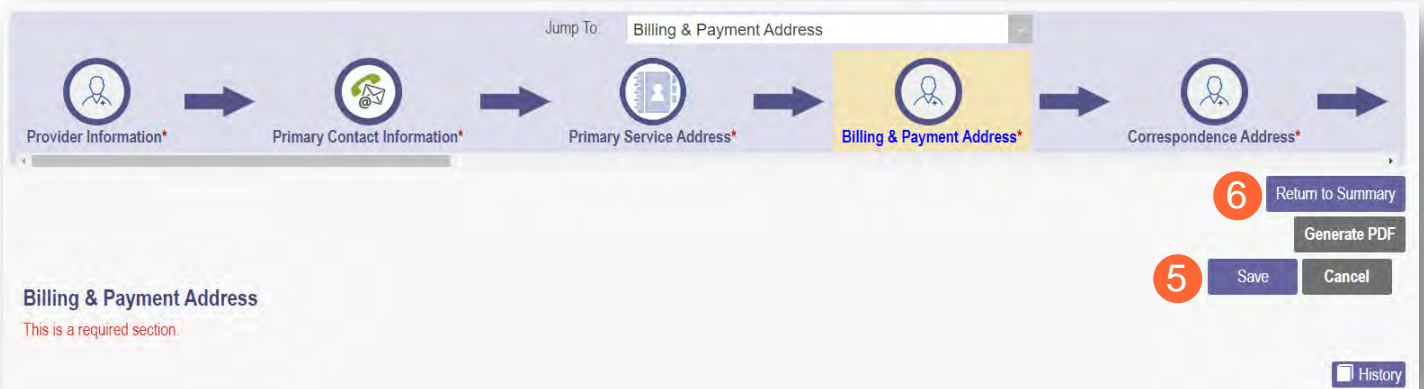 Jump To: Billing & Payment Address
@
Provider Information* Primary Contact Information* Primary Service Address* Billing & Payment Address* Correspondence Address*
6 Return to Summary
Generate PDF
5 Save Cancel
Billing & Payment Address
This is a required section.
History